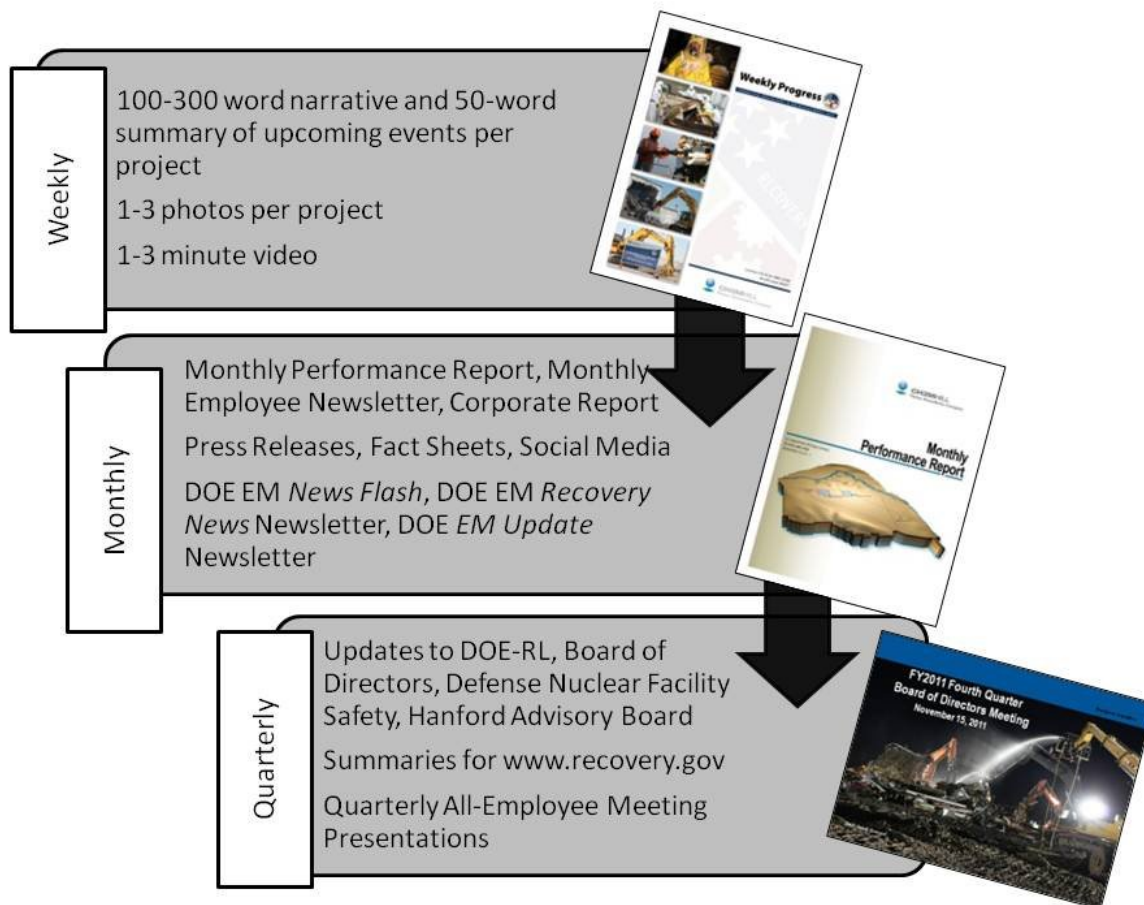 Weekly
100-300 word narrative and 50-word
summary of upcoming events per
project
1-3 photos per project
1-3 minute video
Weekly Progress
RECOVERY
CH2MHILL
Monthly
Monthly Performance Report, Monthly
Employee Newsletter, Corporate Report
Press Releases, Fact Sheets, Social Media
DOE EM News Flash, DOE EM Recovery
News Newsletter, DOE EM Update
Newsletter
CH2MHILL
Monthly
Performance Report
Quarterly
Updates to DOE-RL, Board of
Directors, Defense Nuclear Facility
Safety, Hanford Advisory Board
Summaries for www.recovery.gov
Quarterly All-Employee Meeting
Presentations
FY2011 Fourth Quarter
Board of Directors Meeting
November 15, 2011